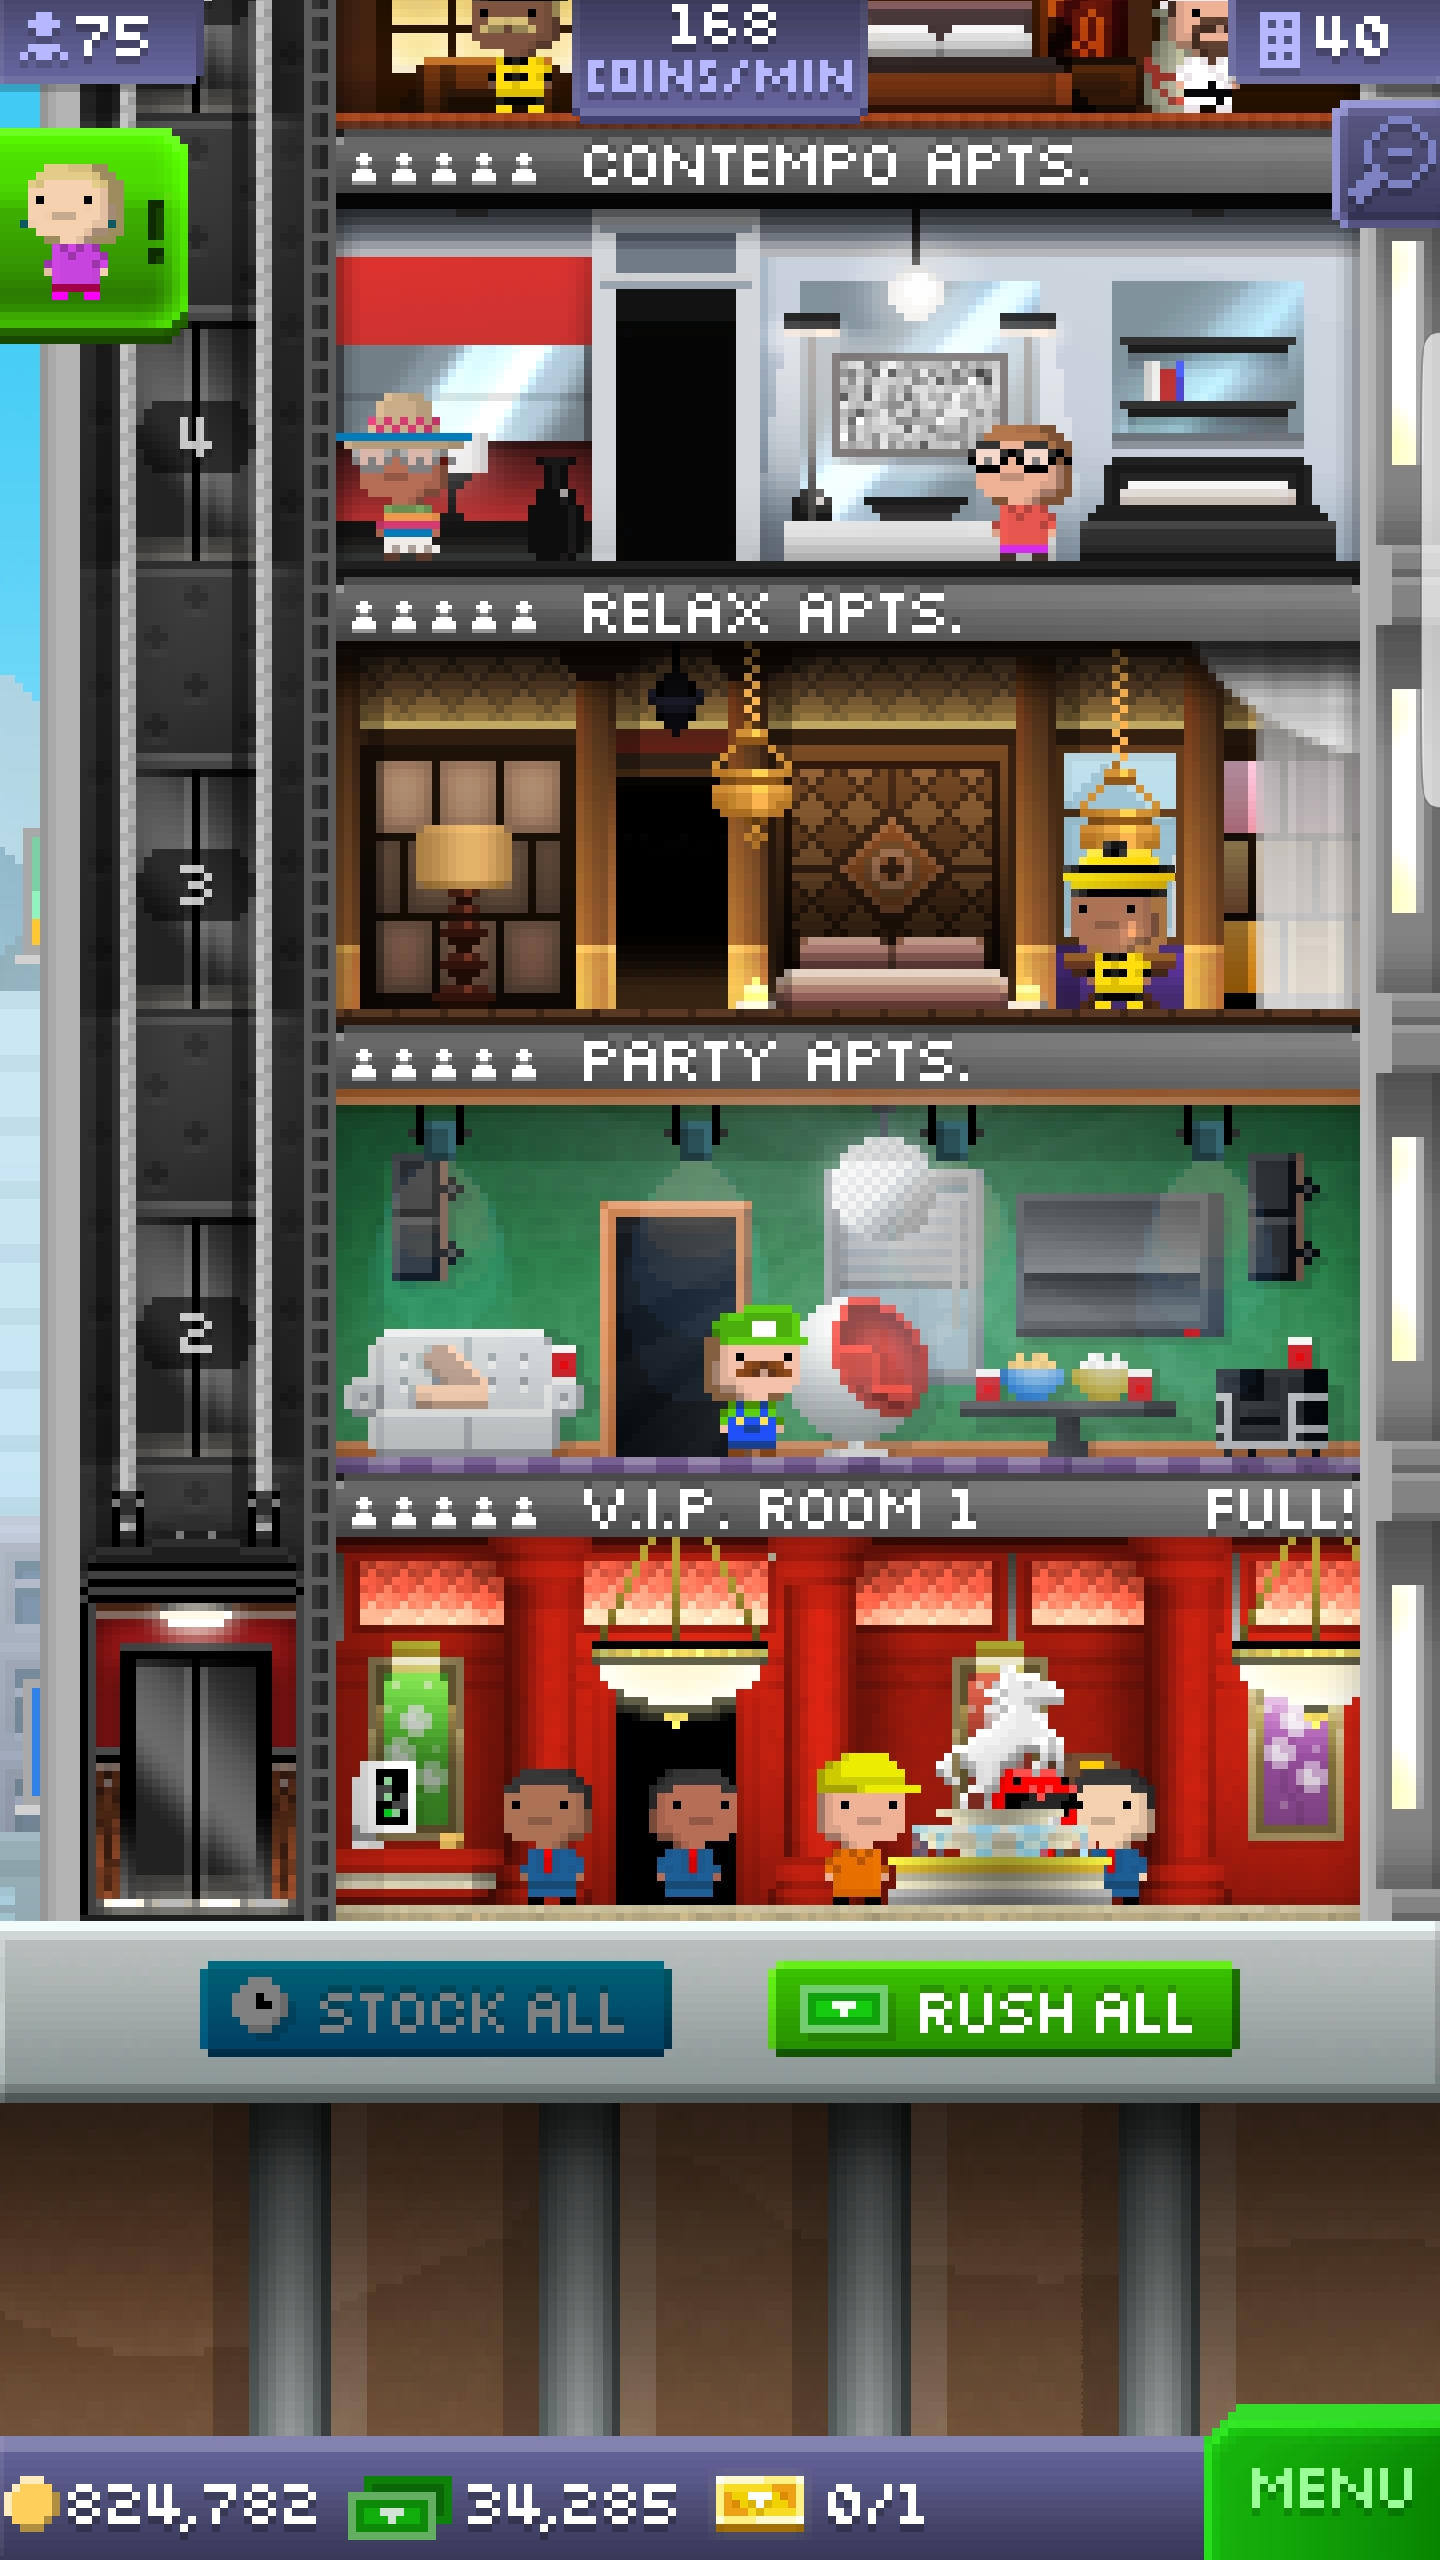 75
168
COINS/MIN
40
CONTEMPO APTS.
!
4
RELAX APTS.
3
PARTY APTS.
2
V.I.P. ROOM 1 FULL!
STOCK ALL
RUSH ALL
824,782 34,285 0/1
MENU